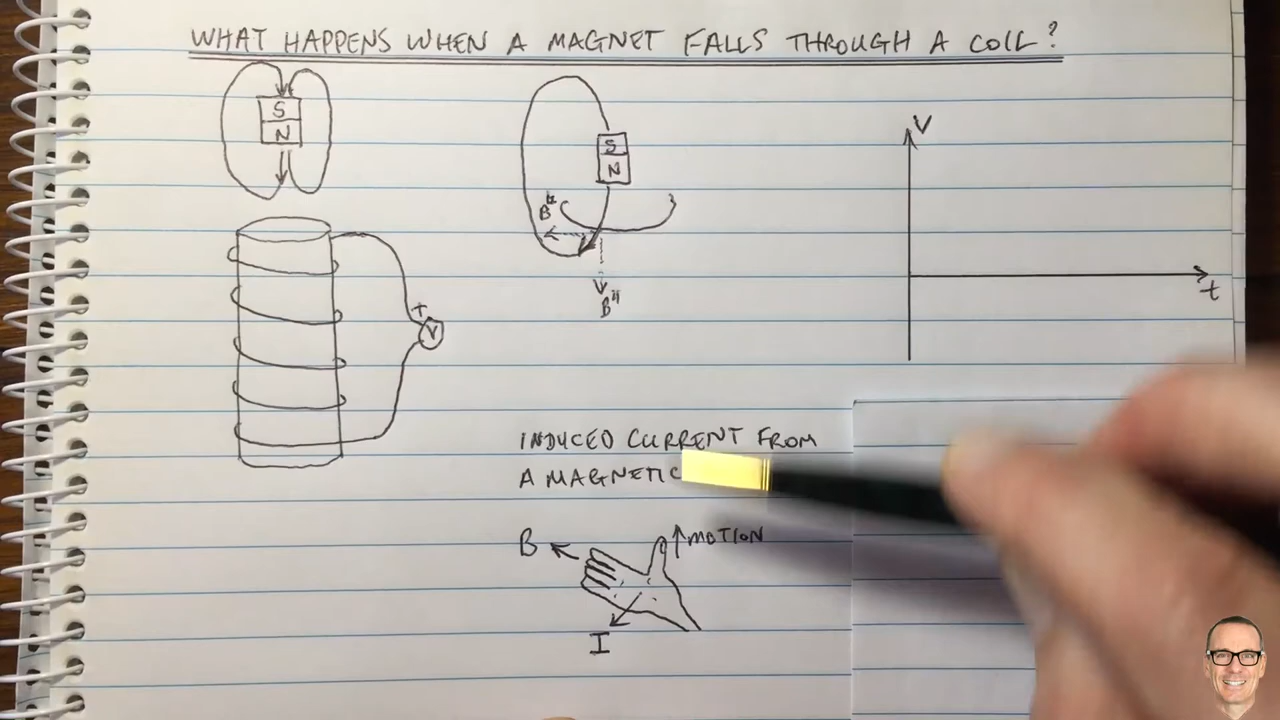 WHAT HAPPENS WHEN A MAGNET FALLS THROUGH A COIL?
S
N
+
V
S
N
B
B"
V
t
INDUCED CURRENT FROM
A MAGNETIC
B
MOTION
I